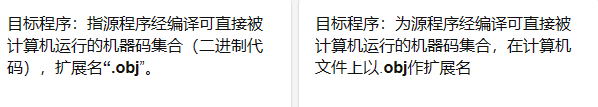 目标程序：指源程序经编译可直接被
计算机运行的机器码集合（二进制代
码），扩展名“.obj”。
目标程序：为源程序经编译可直接被
计算机运行的机器码集合，在计算机
文件上以.obj作扩展名